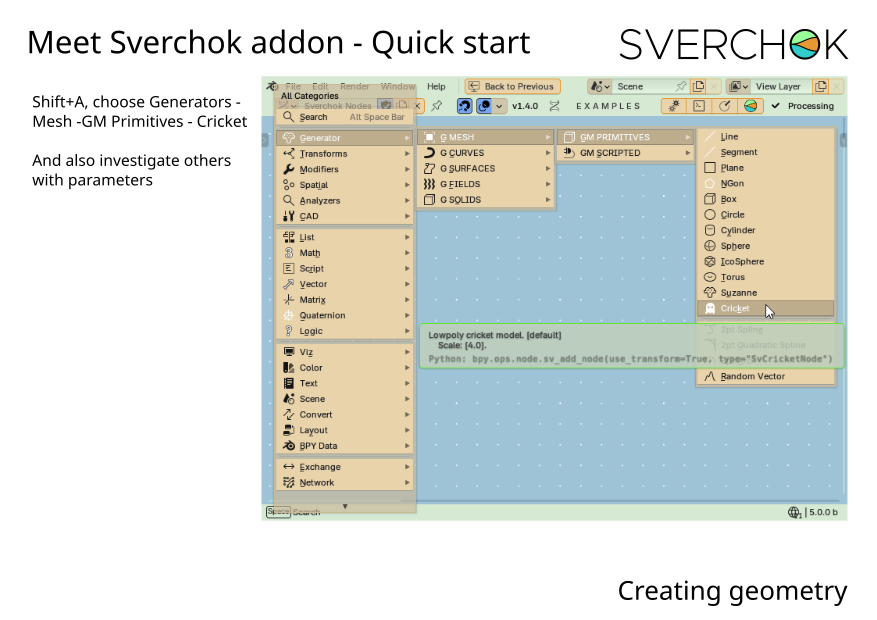 Meet Sverchok addon - Quick start
SVERCHOK
Shift+A, choose Generators -
Mesh -GM Primitives - Cricket
And also investigate others
with parameters
File Edit Render Window Help Back to Previous Scene View Layer
All Categories
Sverchok Nodes v1.4.0 EXAMPLES Processing
Search Alt Space Bar
Generator
Transforms
Modifiers
Spatial
Analyzers
CAD
List
Math
Script
Vector
Matrix
Quaternion
Logic
Viz
Color
Text
Scene
Convert
Layout
BPY Data
Exchange
Network
G MESH
G CURVES
G SURFACES
G FIELDS
G SOLIDS
GM PRIMITIVES
GM SCRIPTED
Line
Segment
Plane
NGon
Box
Circle
Cylinder
Sphere
IcoSphere
Torus
Suzanne
Cricket
2pt Spline
2pt Quadratic Spline
Random Vector
Lowpoly cricket model. [default]
Scale: [4.0].
Python: bpy.ops.node.sv_add_node(use_transform=True, type="SvCricketNode")
Space Search 1 | 5.0.0 b
Creating geometry